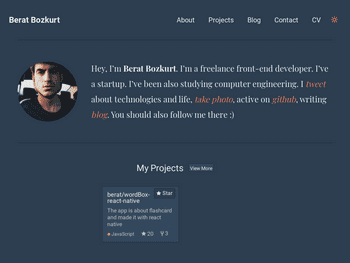 Berat Bozkurt About Projects Blog Contact CV
Hey, I'm Berat Bozkurt. I'm a freelance front-end developer. I've
a startup. I've been also studying computer engineering. I tweet
about technologies and life, take photo, active on github, writing
blog. You should also follow me there :)
My Projects View More
berat/wordBox-
react-native
Star
The app is about flashcard
and made it with react
native
JavaScript 20 3